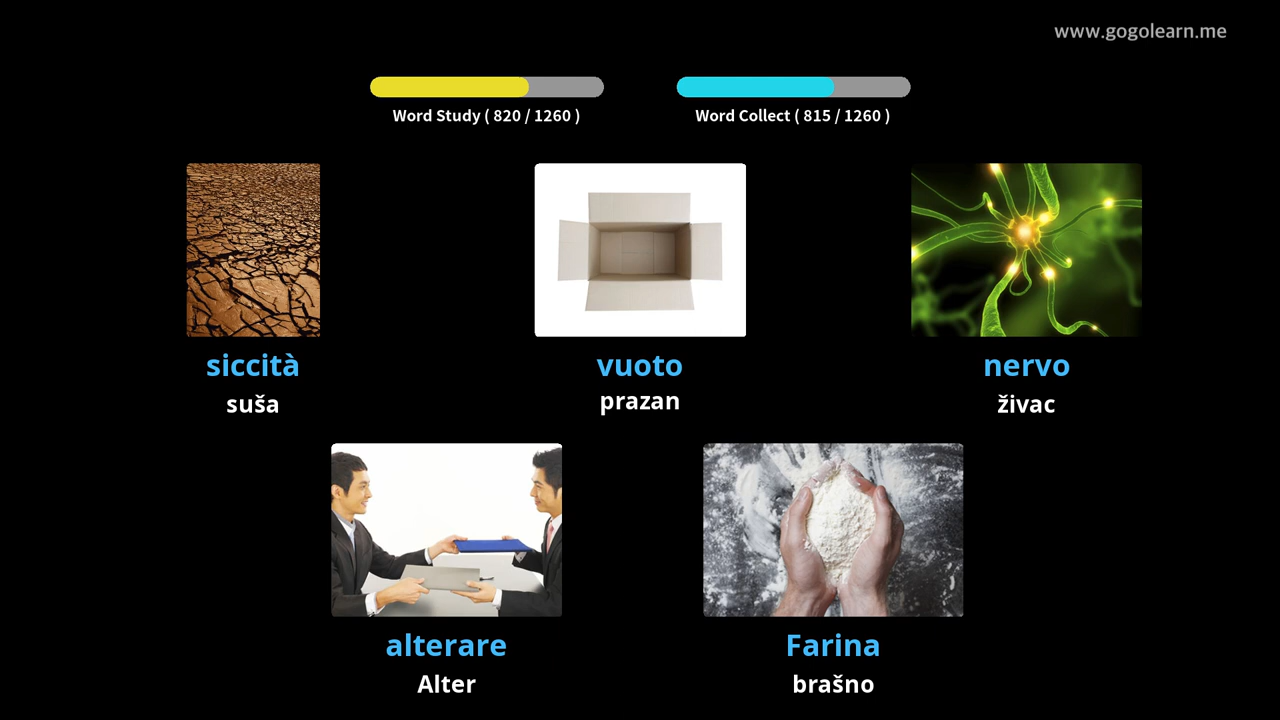 www.gogolearn.me
Word Study ( 820 / 1260 )
Word Collect ( 815 / 1260 )
siccità
suša
vuoto
prazan
nervo
živac
alterare
Alter
Farina
brašno